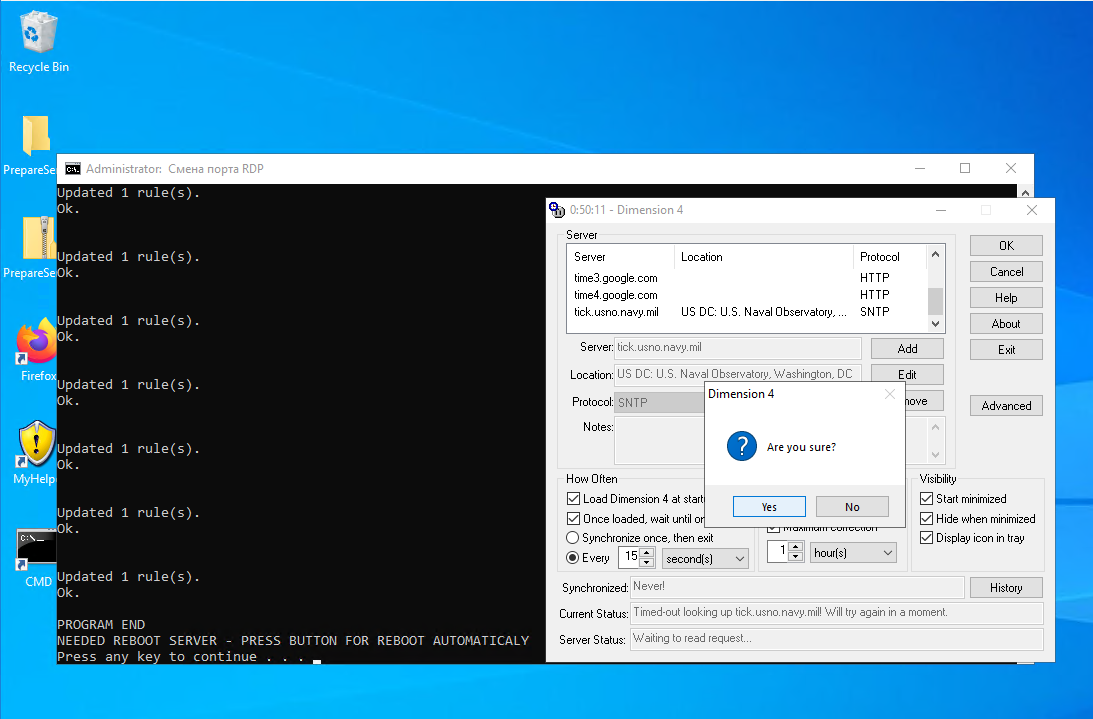 Recycle Bin
PrepareSe
PrepareSe
Firefox
MyHelp
CMD
Administrator:  Смена порта RDP
Updated 1 rule(s).
Ok.
Updated 1 rule(s).
Ok.
Updated 1 rule(s).
Ok.
Updated 1 rule(s).
Ok.
Updated 1 rule(s).
Ok.
Updated 1 rule(s).
Ok.
Updated 1 rule(s).
Ok.
PROGRAM END
NEEDED REBOOT SERVER - PRESS BUTTON FOR REBOOT AUTOMATICALY
Press any key to continue . . .
0:50:11 - Dimension 4
Server
Server Location Protocol
time3.google.com HTTP
time4.google.com HTTP
tick.usno.navy.mil US DC: U.S. Naval Observatory, ... SNTP
Server: tick.usno.navy.mil
Location: US DC: U.S. Naval Observatory, Washington, DC
Protocol: SNTP
Notes:
Add
Edit
move
OK
Cancel
Help
About
Exit
Advanced
Dimension 4
Are you sure?
Yes No
How Often
Load Dimension 4 at start
Once loaded, wait until on
Synchronize once, then exit
Every 15 second(s)
Maximum correction
1 hour(s)
Visibility
Start minimized
Hide when minimized
Display icon in tray
Synchronized: Never! History
Current Status: Timed-out looking up tick.usno.navy.mil! Will try again in a moment.
Server Status: Waiting to read request...